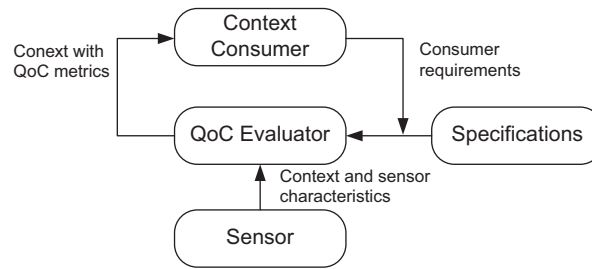 Context
Consumer
Conext with
QoC metrics
Consumer
requirements
QoC Evaluator
Specifications
Context and sensor
characteristics
Sensor